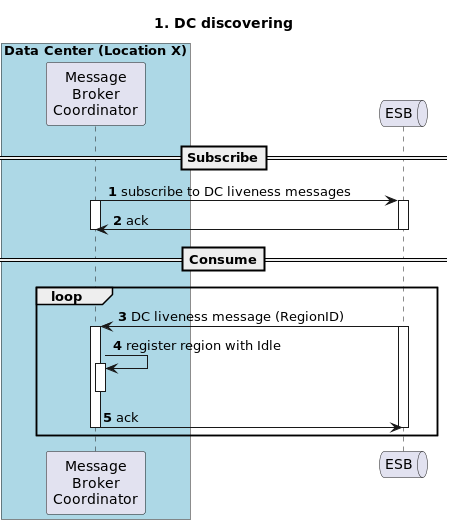 1. DC discovering
Data Center (Location X)
Message
Broker
Coordinator
ESB
Subscribe
1 subscribe to DC liveness messages
2 ack
Consume
loop
3 DC liveness message (RegionID)
4 register region with Idle
5 ack
Message
Broker
Coordinator
ESB